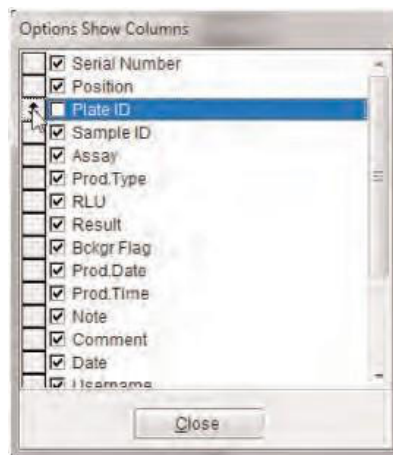 Options Show Columns
Serial Number
Position
Plate ID
Sample ID
Assay
Prod.Type
RLU
Result
Bckgr Flag
Prod.Date
Prod.Time
Note
Comment
Date
Username
Close